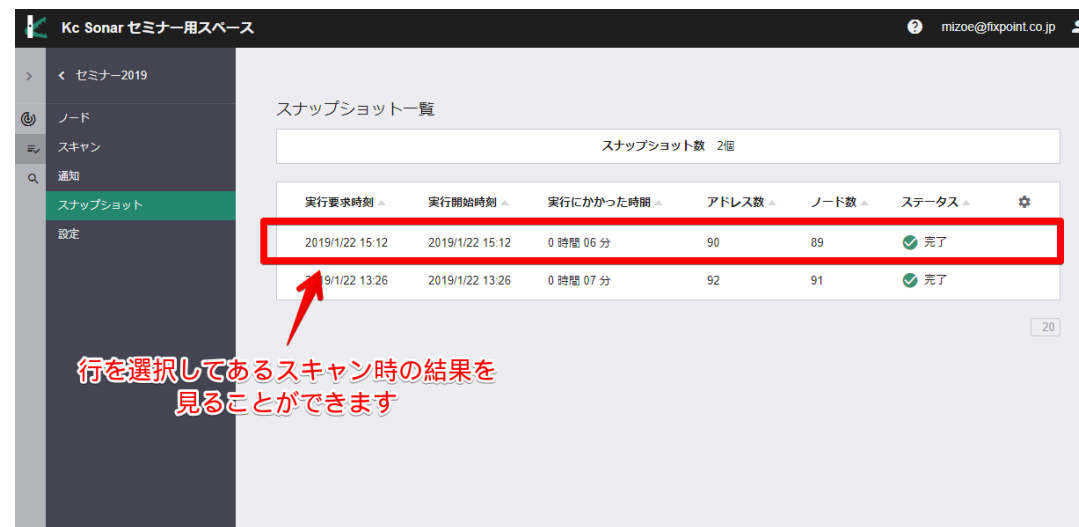 Kc Sonar セミナー用スペース
mizoe@fixpoint.co.jp
セミナー2019
ノード
スキャン
通知
スナップショット
設定
スナップショット一覧
スナップショット数 2個
実行要求時刻 実行開始時刻 実行にかかった時間 アドレス数 ノード数 ステータス
2019/1/22 15:12 2019/1/22 15:12 0 時間 06 分 90 89 完了
2019/1/22 13:26 2019/1/22 13:26 0 時間 07 分 92 91 完了
20
行を選択してあるスキャン時の結果を
見ることができます